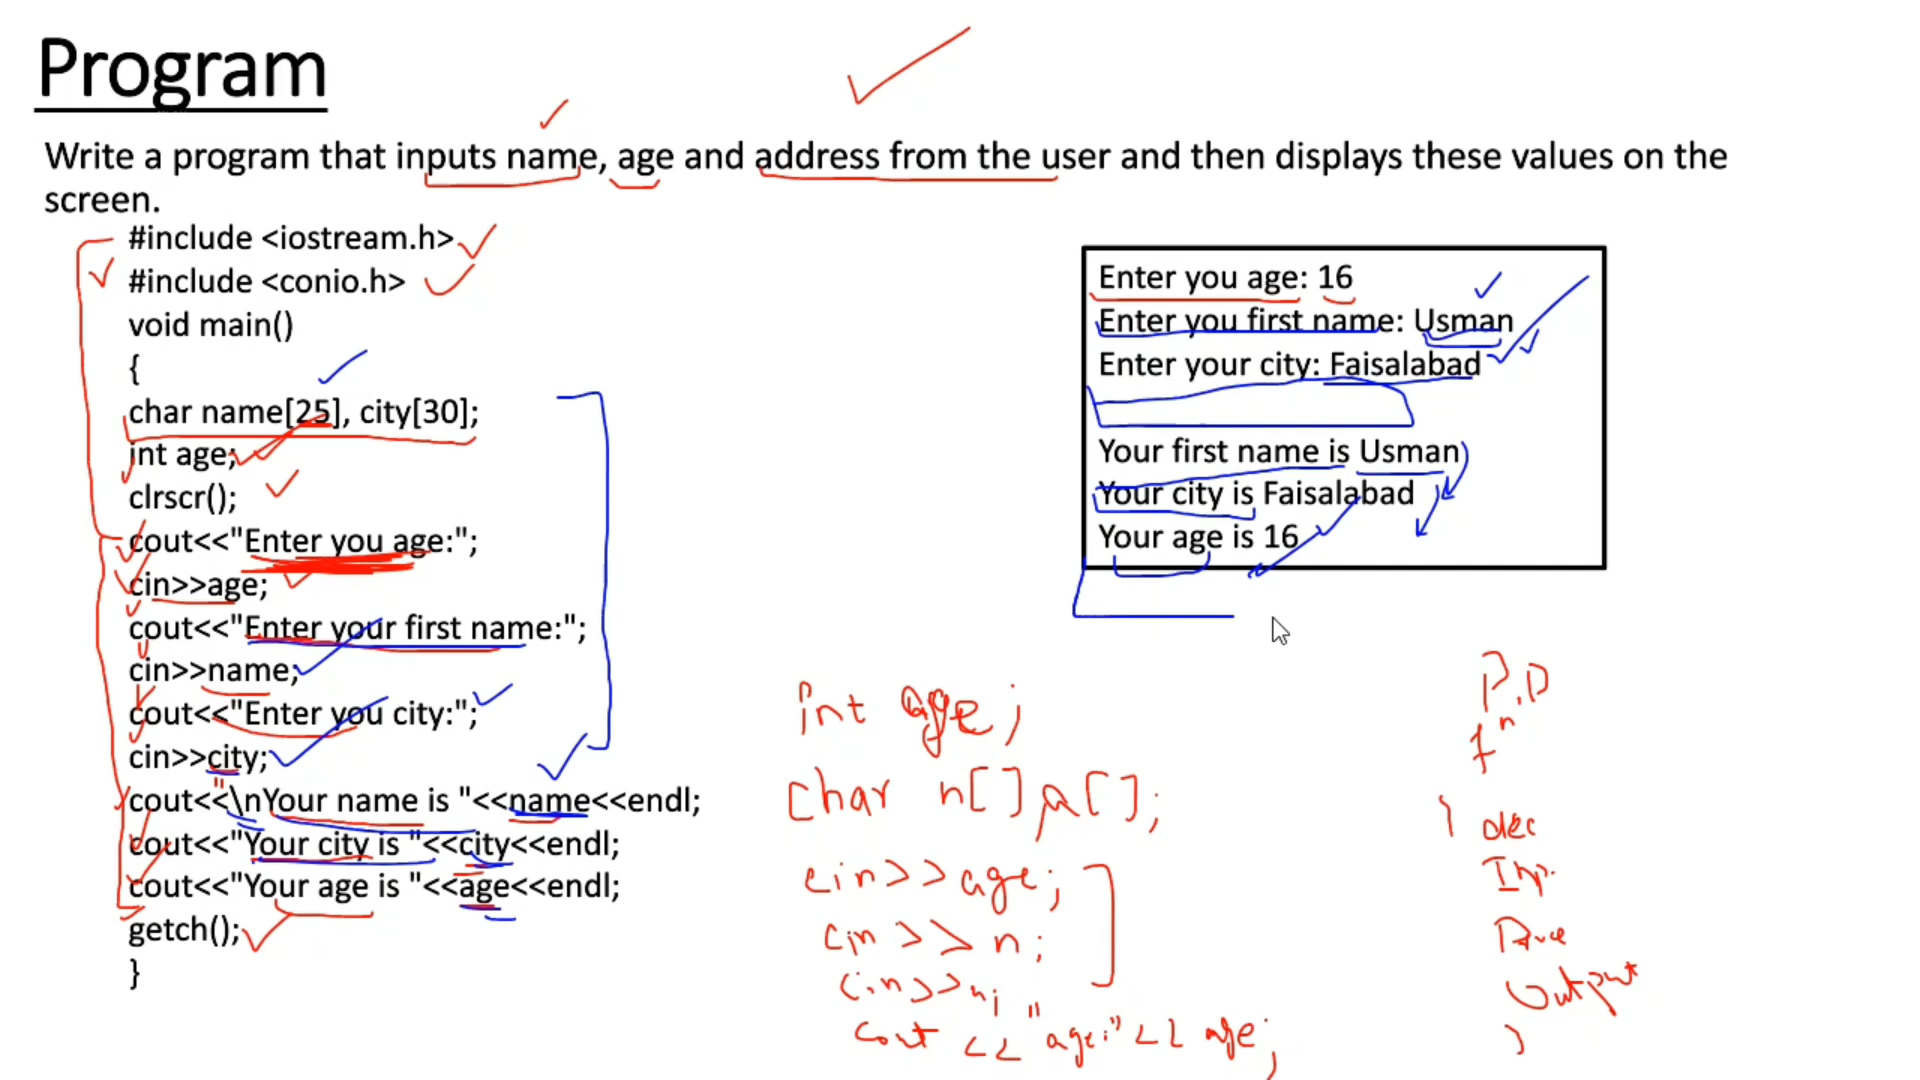 Program
Write a program that inputs name, age and address from the user and then displays these values on the
screen.
#include <iostream.h>
#include <conio.h>
void main()
{
char name[25], city[30];
int age;
clrscr();
cout<<"Enter you age:";
cin>>age;
cout<<"Enter your first name:";
cin>>name;
cout<<"Enter you city:";
cin>>city;
cout<<"\nYour name is "<<name<<endl;
cout<<"Your city is "<<city<<endl;
cout<<"Your age is "<<age<<endl;
getch();
}
Enter you age: 16
Enter you first name: Usman
Enter your city: Faisalabad
Your first name is Usman
Your city is Faisalabad
Your age is 16
int age;
char n[] a[];
cin>>age;
cin>>n;
cin>>n;
cout<<"age:"<<age;
P.D
fn
dec
Inp.
Output
}